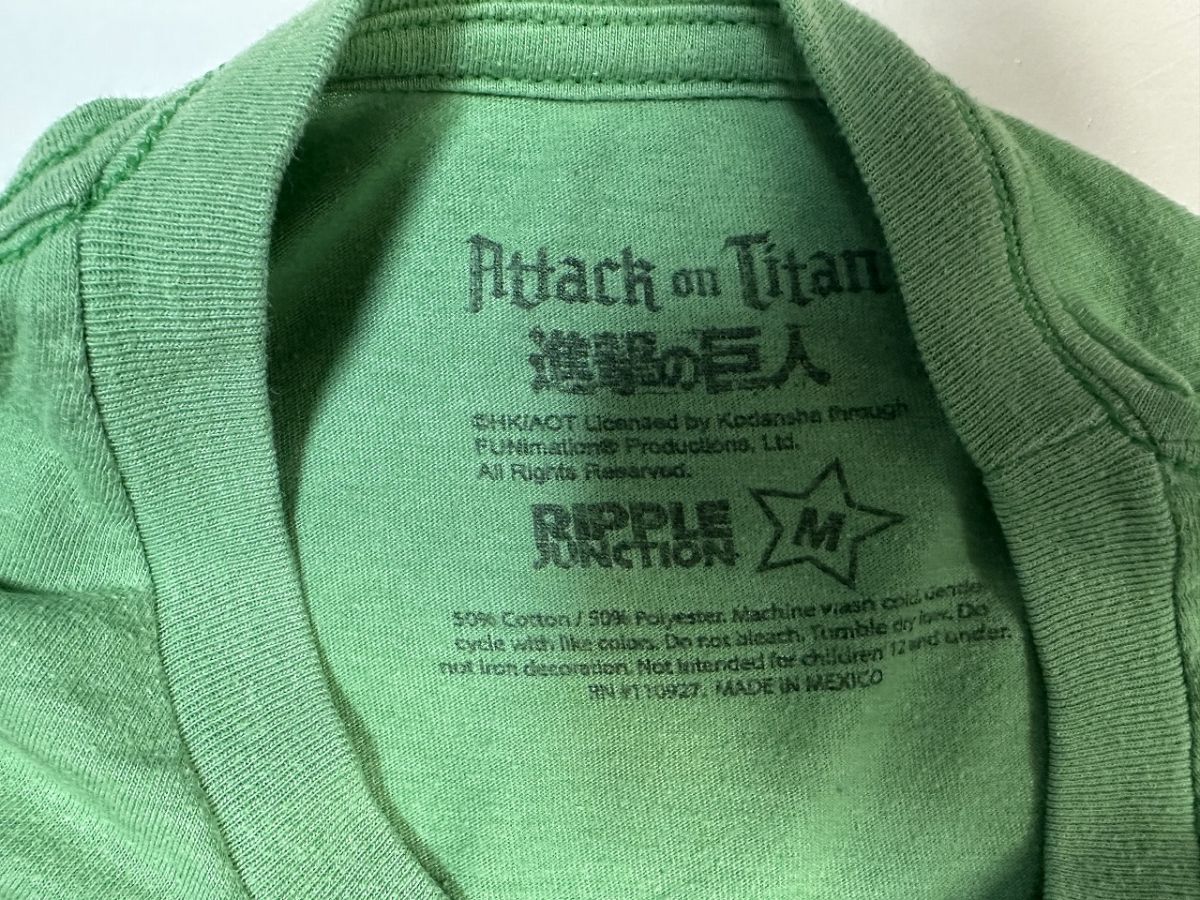 Attack on Titan
進撃の巨人
©HK/AOT Licensed by Kodansha through
FUNimation® Productions, Ltd.
All Rights Reserved.
RIPPLE
JUNCTION
M
50% Cotton / 50% Polyester. Machine wash cold gentle
cycle with like colors. Do not bleach. Tumble dry low. Do
not iron decoration. Not intended for children 12 and under.
RN #110927. MADE IN MEXICO